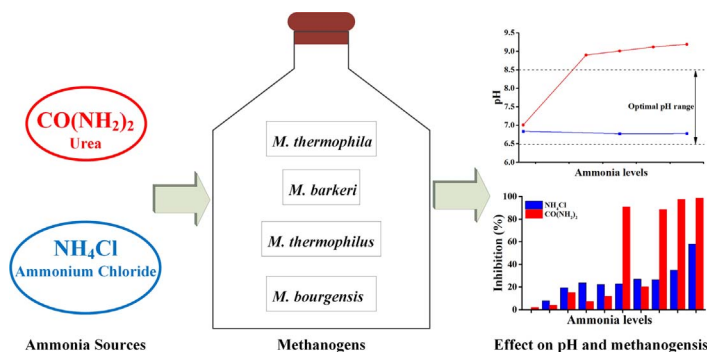 CO(NH₂)₂
Urea
NH₄Cl
Ammonium Chloride
Ammonia Sources
M. thermophila
M. barkeri
M. thermophilus
M. bourgensis
Methanogens
9.5
9.0
8.5
8.0
7.5
7.0
6.5
6.0
pH
Optimal pH range
Ammonia levels
100
80
60
40
20
0
Inhibition (%)
NH₄Cl
CO(NH₂)₂
Ammonia levels
Effect on pH and methanogsis